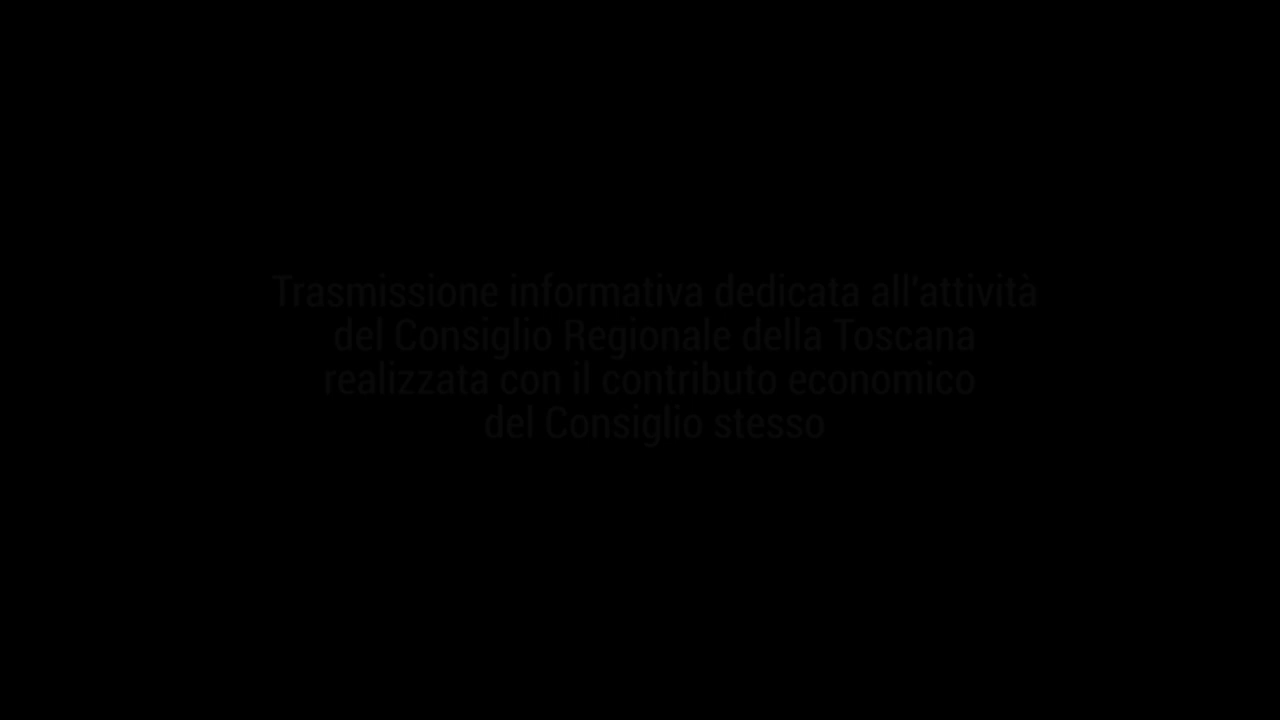 Trasmissione informativa dedicata all'attività
del Consiglio Regionale della Toscana
realizzata con il contributo economico
del Consiglio stesso